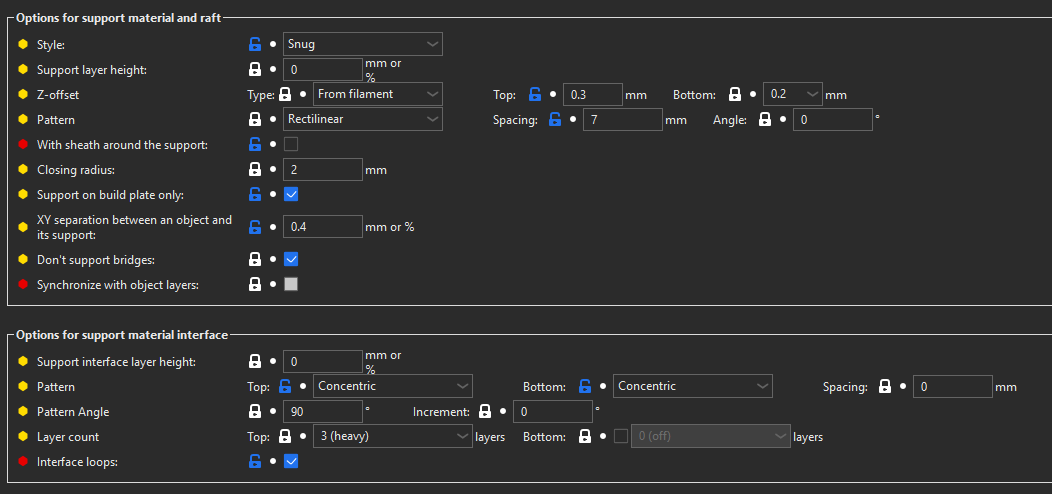 Options for support material and raft
Style: Snug
Support layer height: 0 mm or %
Z-offset Type: From filament Top: 0.3 mm Bottom: 0.2 mm
Pattern Rectilinear Spacing: 7 mm Angle: 0 °
With sheath around the support:
Closing radius: 2 mm
Support on build plate only:
XY separation between an object and
its support: 0.4 mm or %
Don't support bridges:
Synchronize with object layers:
Options for support material interface
Support interface layer height: 0 mm or %
Pattern Top: Concentric Bottom: Concentric Spacing: 0 mm
Pattern Angle 90 ° Increment: 0 °
Layer count Top: 3 (heavy) layers Bottom: 0 (off) layers
Interface loops: